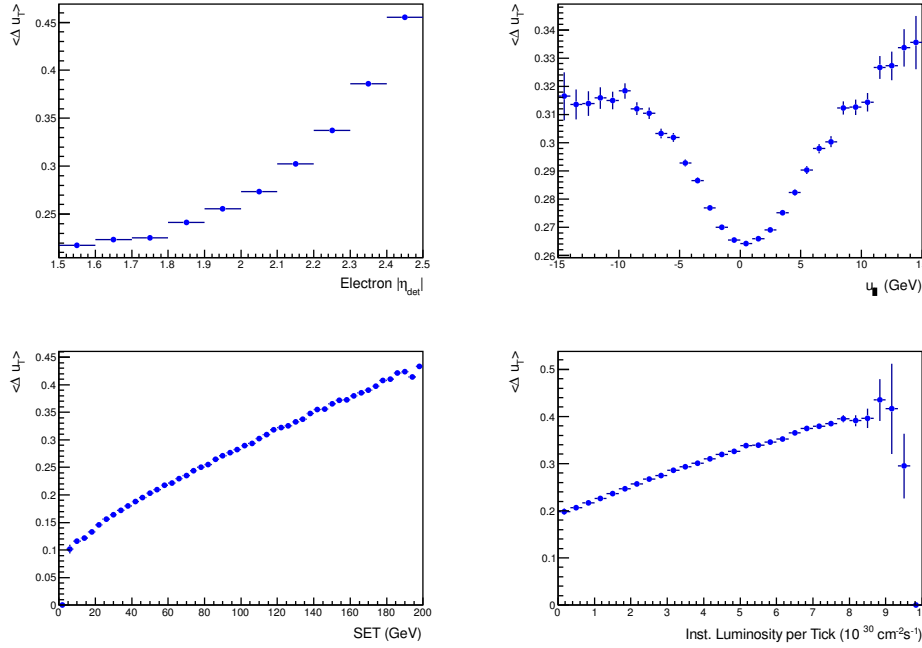 <Δ u_T>
0.45
0.4
0.35
0.3
0.25
1.5 1.6 1.7 1.8 1.9 2 2.1 2.2 2.3 2.4 2.5
Electron |η_det|
<Δ u_T>
0.34
0.33
0.32
0.31
0.3
0.29
0.28
0.27
0.26
-15 -10 -5 0 5 10 1
(GeV)
<Δ u_T>
0.45
0.4
0.35
0.3
0.25
0.2
0.15
0.1
0.05
0
0 20 40 60 80 100 120 140 160 180 200
SET (GeV)
<Δ u_T>
0.5
0.4
0.3
0.2
0.1
0
0 1 2 3 4 5 6 7 8 9 1
Inst. Luminosity per Tick (10 ³⁰ cm⁻²s⁻¹)